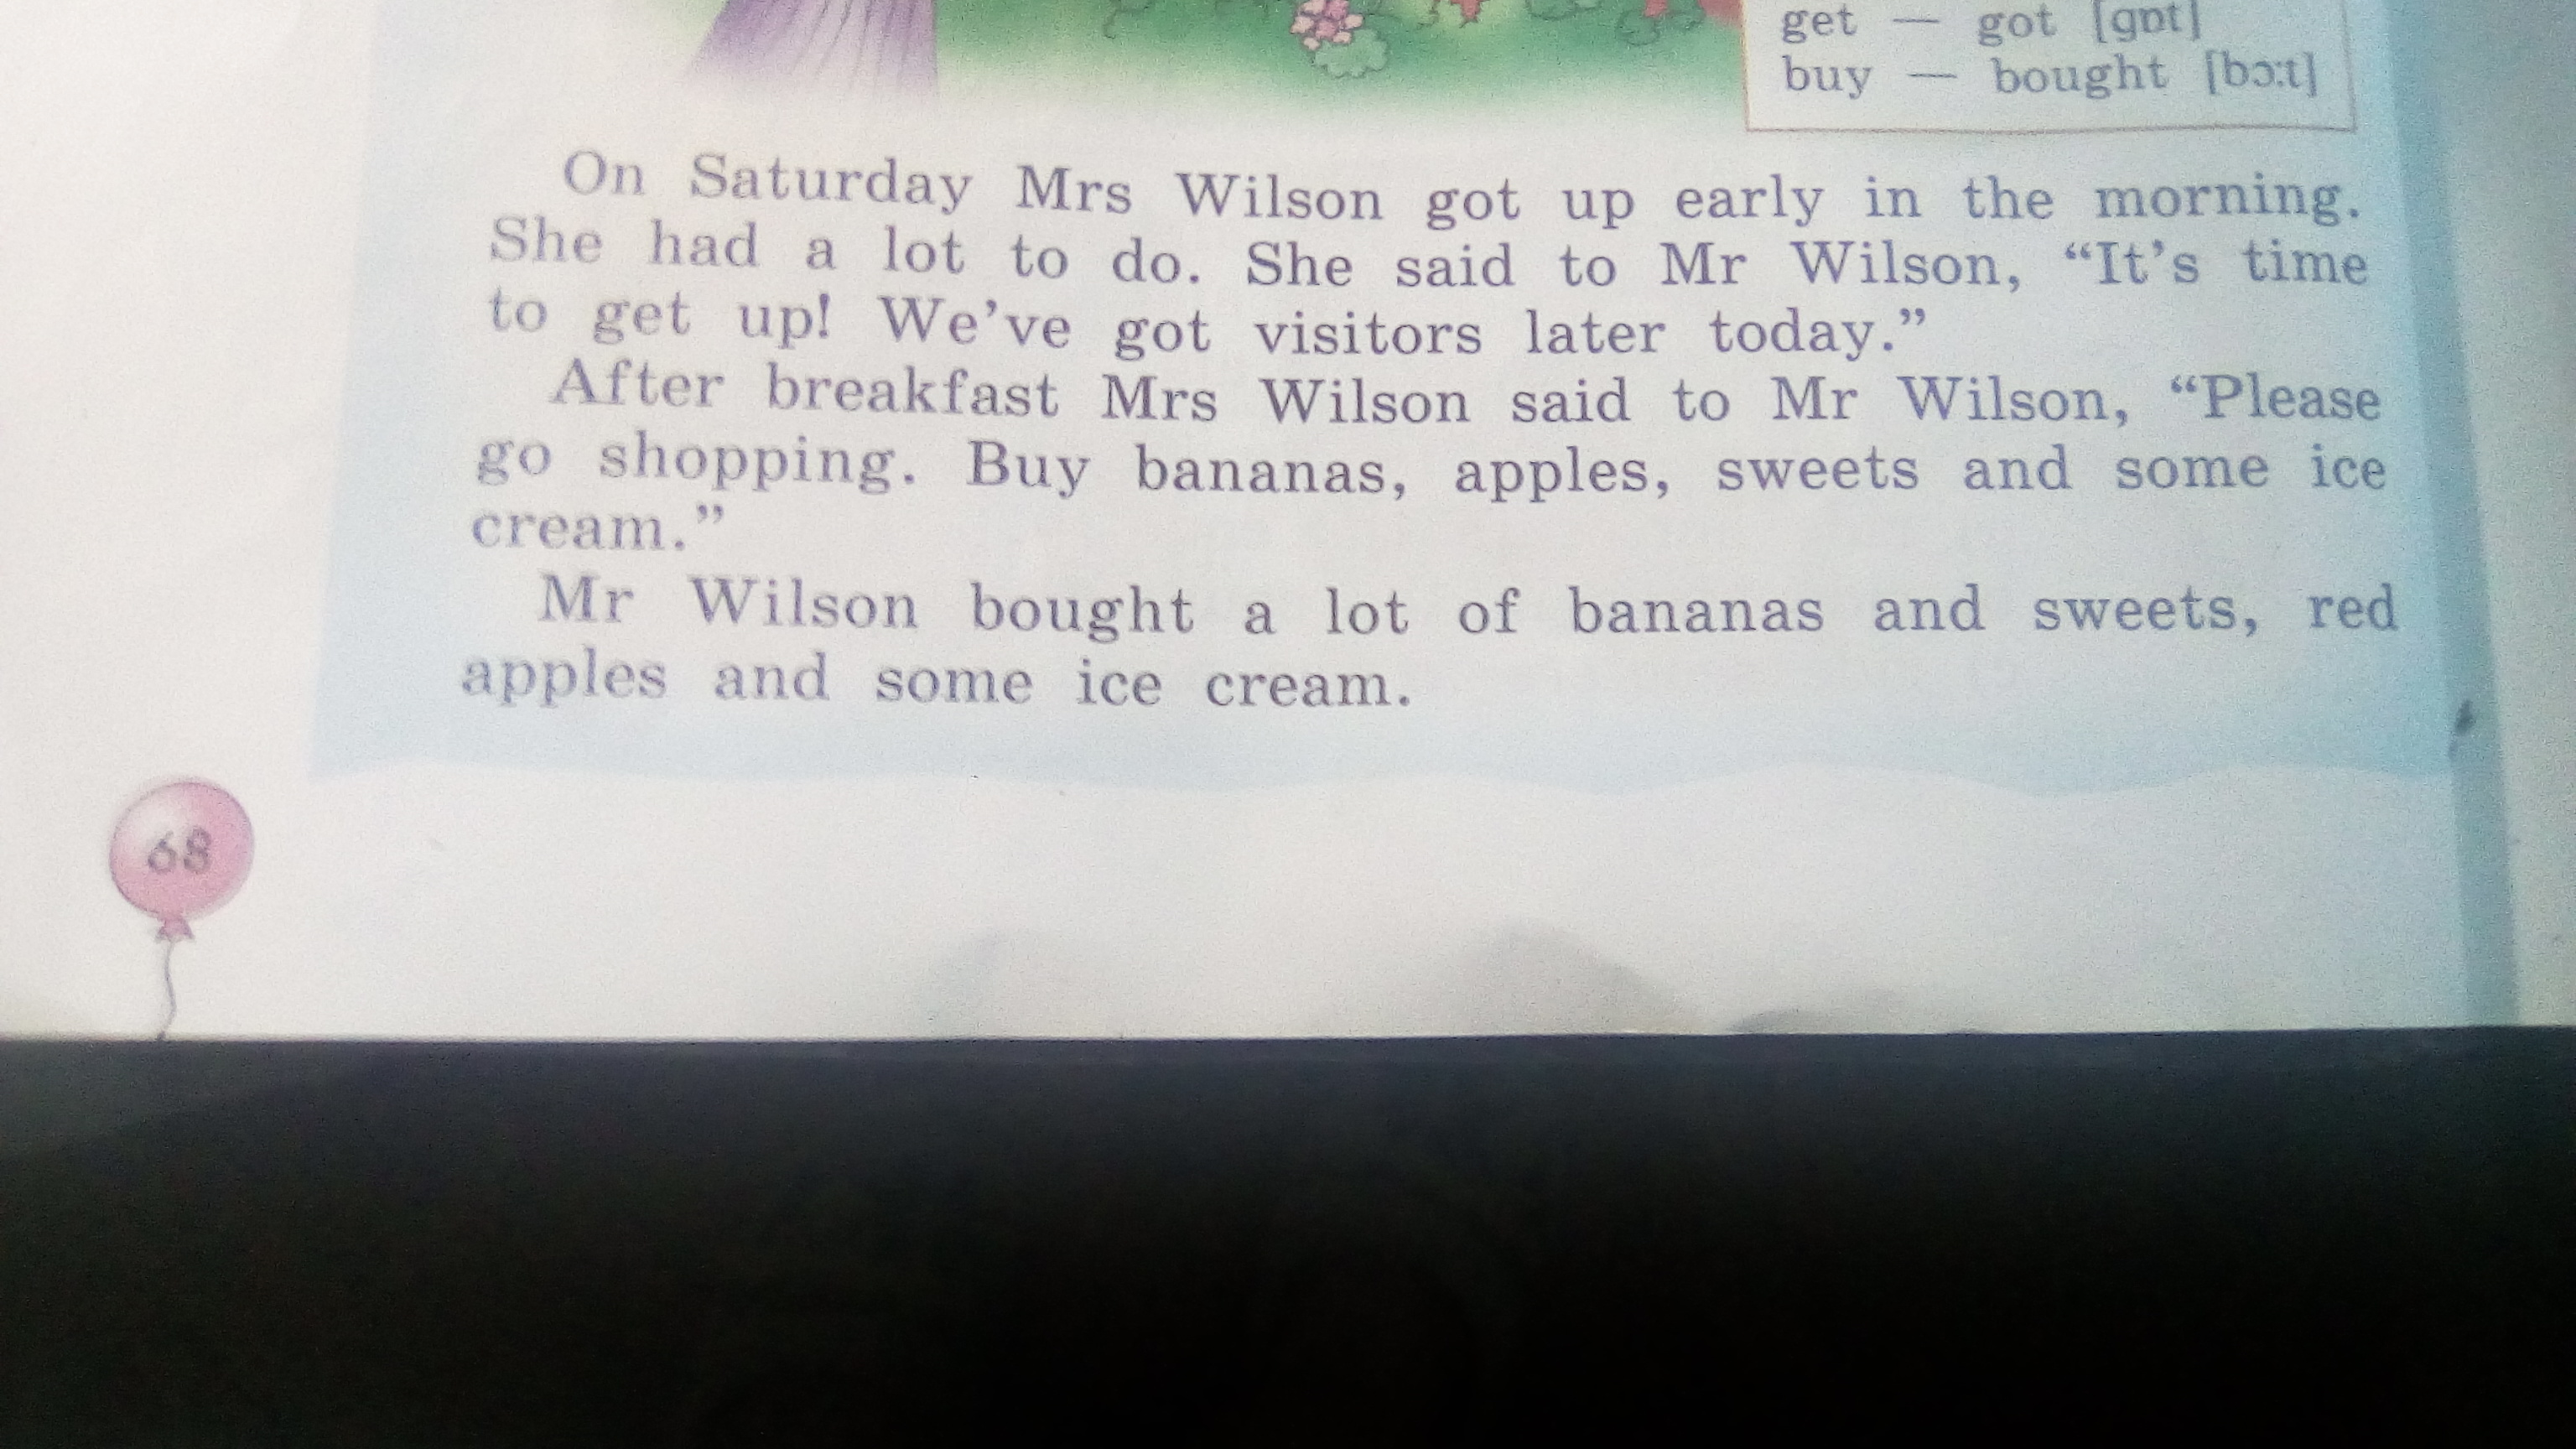 get — got [gɒt]
buy — bought [bɔːt]
On Saturday Mrs Wilson got up early in the morning.
She had a lot to do. She said to Mr Wilson, “It’s time
to get up! We’ve got visitors later today.”
After breakfast Mrs Wilson said to Mr Wilson, “Please
go shopping. Buy bananas, apples, sweets and some ice
cream.”
Mr Wilson bought a lot of bananas and sweets, red
apples and some ice cream.
68